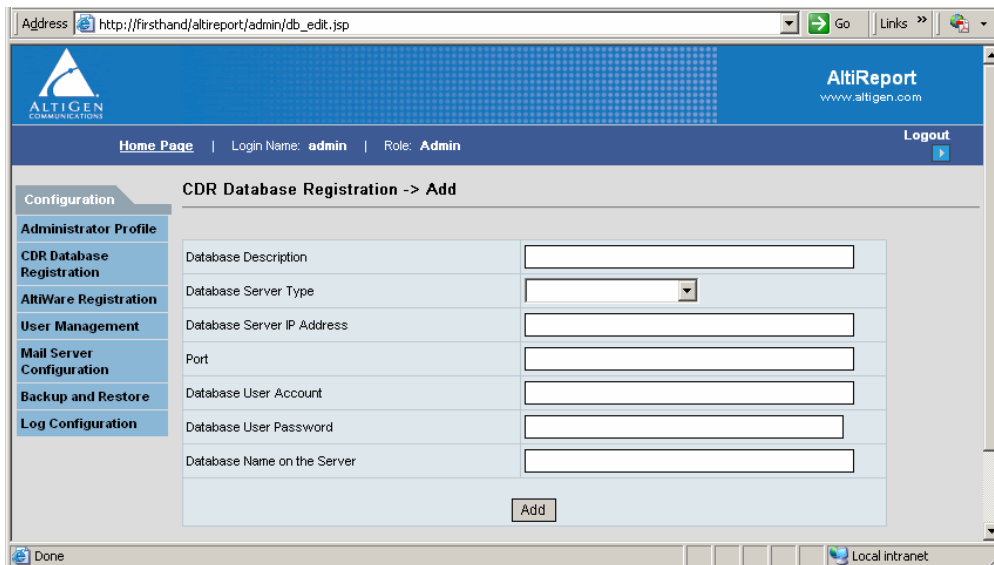 Address http://firsthand/altireport/admin/db_edit.jsp Go Links »
ALTIGEN
COMMUNICATIONS
AltiReport
www.altigen.com
Home Page | Login Name: admin | Role: Admin
Logout
Configuration
Administrator Profile
CDR Database
Registration
AltiWare Registration
User Management
Mail Server
Configuration
Backup and Restore
Log Configuration
CDR Database Registration -> Add
Database Description
Database Server Type
Database Server IP Address
Port
Database User Account
Database User Password
Database Name on the Server
Add
Done
Local intranet